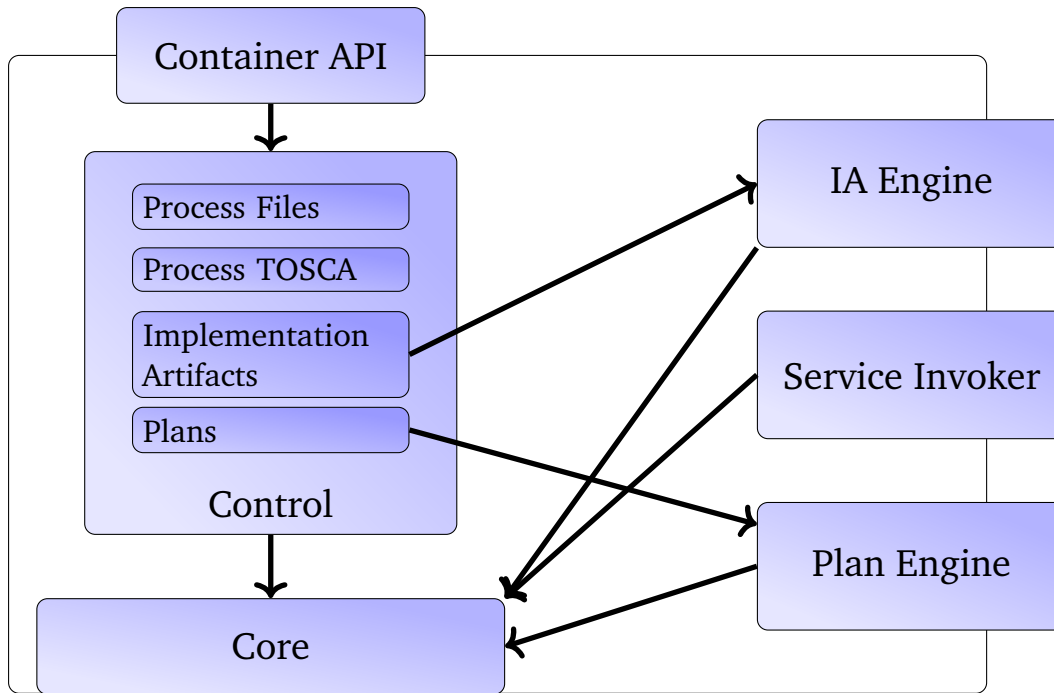 Container API
Process Files
Process TOSCA
Implementation
Artifacts
Plans
Control
Core
IA Engine
Service Invoker
Plan Engine